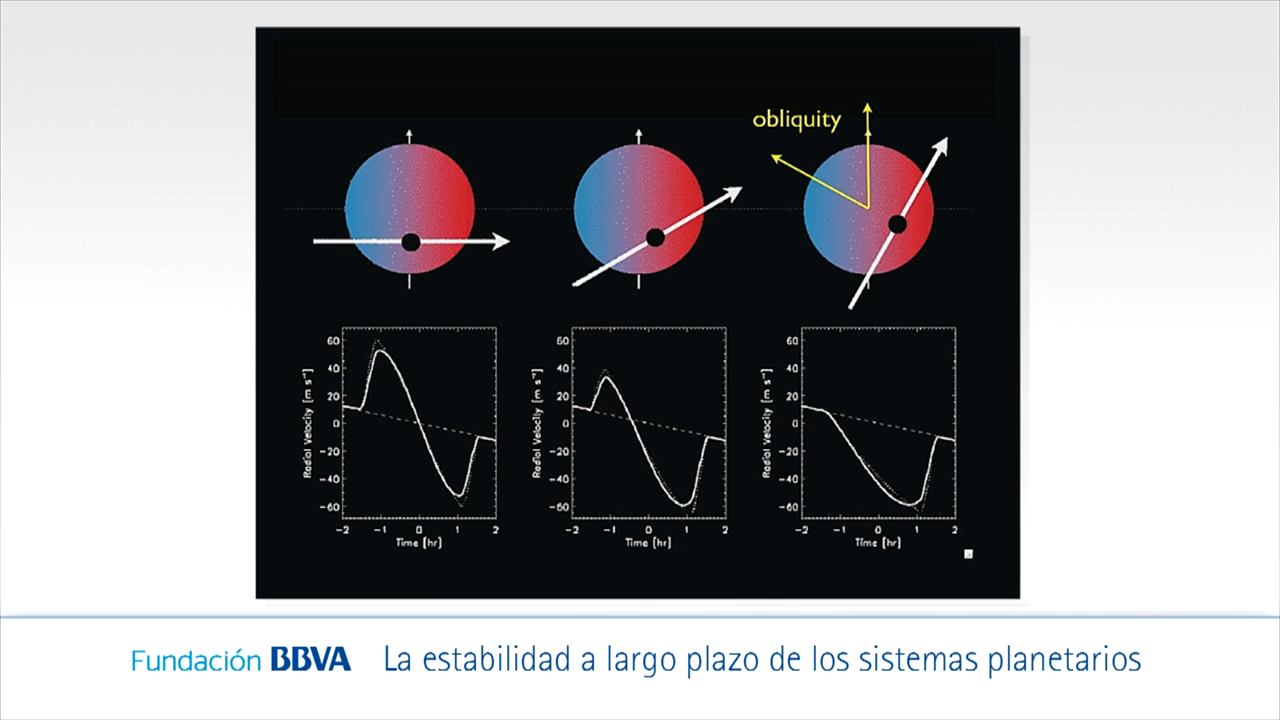 obliquity
60
40
20
0
−20
−40
−60
Radial Velocity [m s⁻¹]
−2 −1 0 1 2
Time [hr]
60
40
20
0
−20
−40
−60
Radial Velocity [m s⁻¹]
−2 −1 0 1 2
Time [hr]
60
40
20
0
−20
−40
−60
Radial Velocity [m s⁻¹]
−2 −1 0 1 2
Time [hr]
Fundación BBVA La estabilidad a largo plazo de los sistemas planetarios